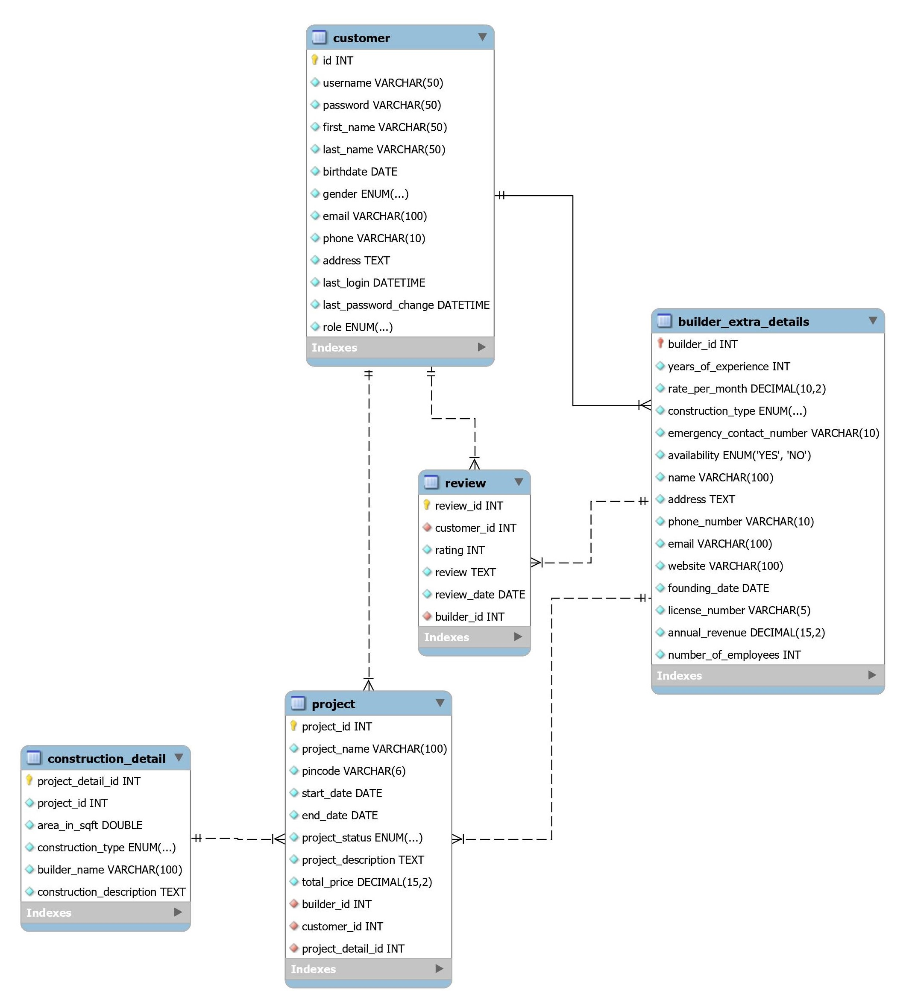 customer
id INT
username VARCHAR(50)
password VARCHAR(50)
first_name VARCHAR(50)
last_name VARCHAR(50)
birthdate DATE
gender ENUM(...)
email VARCHAR(100)
phone VARCHAR(10)
address TEXT
last_login DATETIME
last_password_change DATETIME
role ENUM(...)
Indexes
builder_extra_details
builder_id INT
years_of_experience INT
rate_per_month DECIMAL(10,2)
construction_type ENUM(...)
emergency_contact_number VARCHAR(10)
availability ENUM('YES', 'NO')
name VARCHAR(100)
address TEXT
phone_number VARCHAR(10)
email VARCHAR(100)
website VARCHAR(100)
founding_date DATE
license_number VARCHAR(5)
annual_revenue DECIMAL(15,2)
number_of_employees INT
Indexes
review
review_id INT
customer_id INT
rating INT
review TEXT
review_date DATE
builder_id INT
Indexes
project
project_id INT
project_name VARCHAR(100)
pincode VARCHAR(6)
start_date DATE
end_date DATE
project_status ENUM(...)
project_description TEXT
total_price DECIMAL(15,2)
builder_id INT
customer_id INT
project_detail_id INT
Indexes
construction_detail
project_detail_id INT
project_id INT
area_in_sqft DOUBLE
construction_type ENUM(...)
builder_name VARCHAR(100)
construction_description TEXT
Indexes